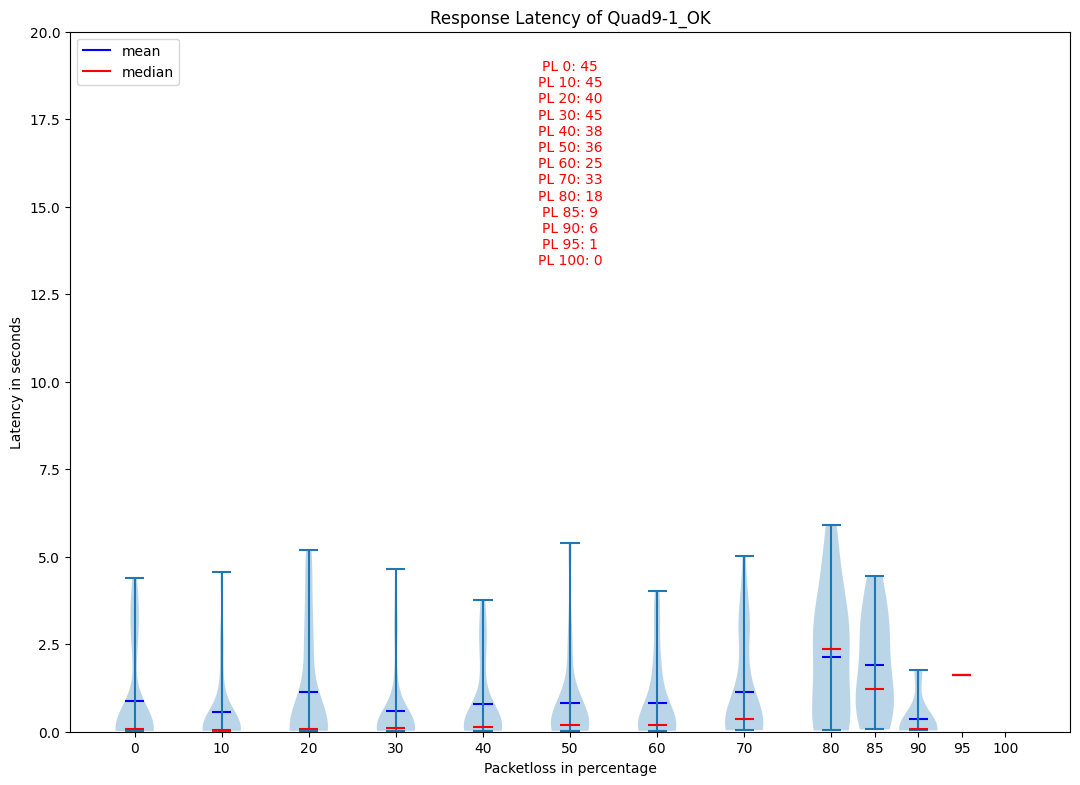 Response Latency of Quad9-1_OK
mean
median
PL 0: 45
PL 10: 45
PL 20: 40
PL 30: 45
PL 40: 38
PL 50: 36
PL 60: 25
PL 70: 33
PL 80: 18
PL 85: 9
PL 90: 6
PL 95: 1
PL 100: 0
Latency in seconds
20.0
17.5
15.0
12.5
10.0
7.5
5.0
2.5
0.0
0 10 20 30 40 50 60 70 80 85 90 95 100
Packetloss in percentage